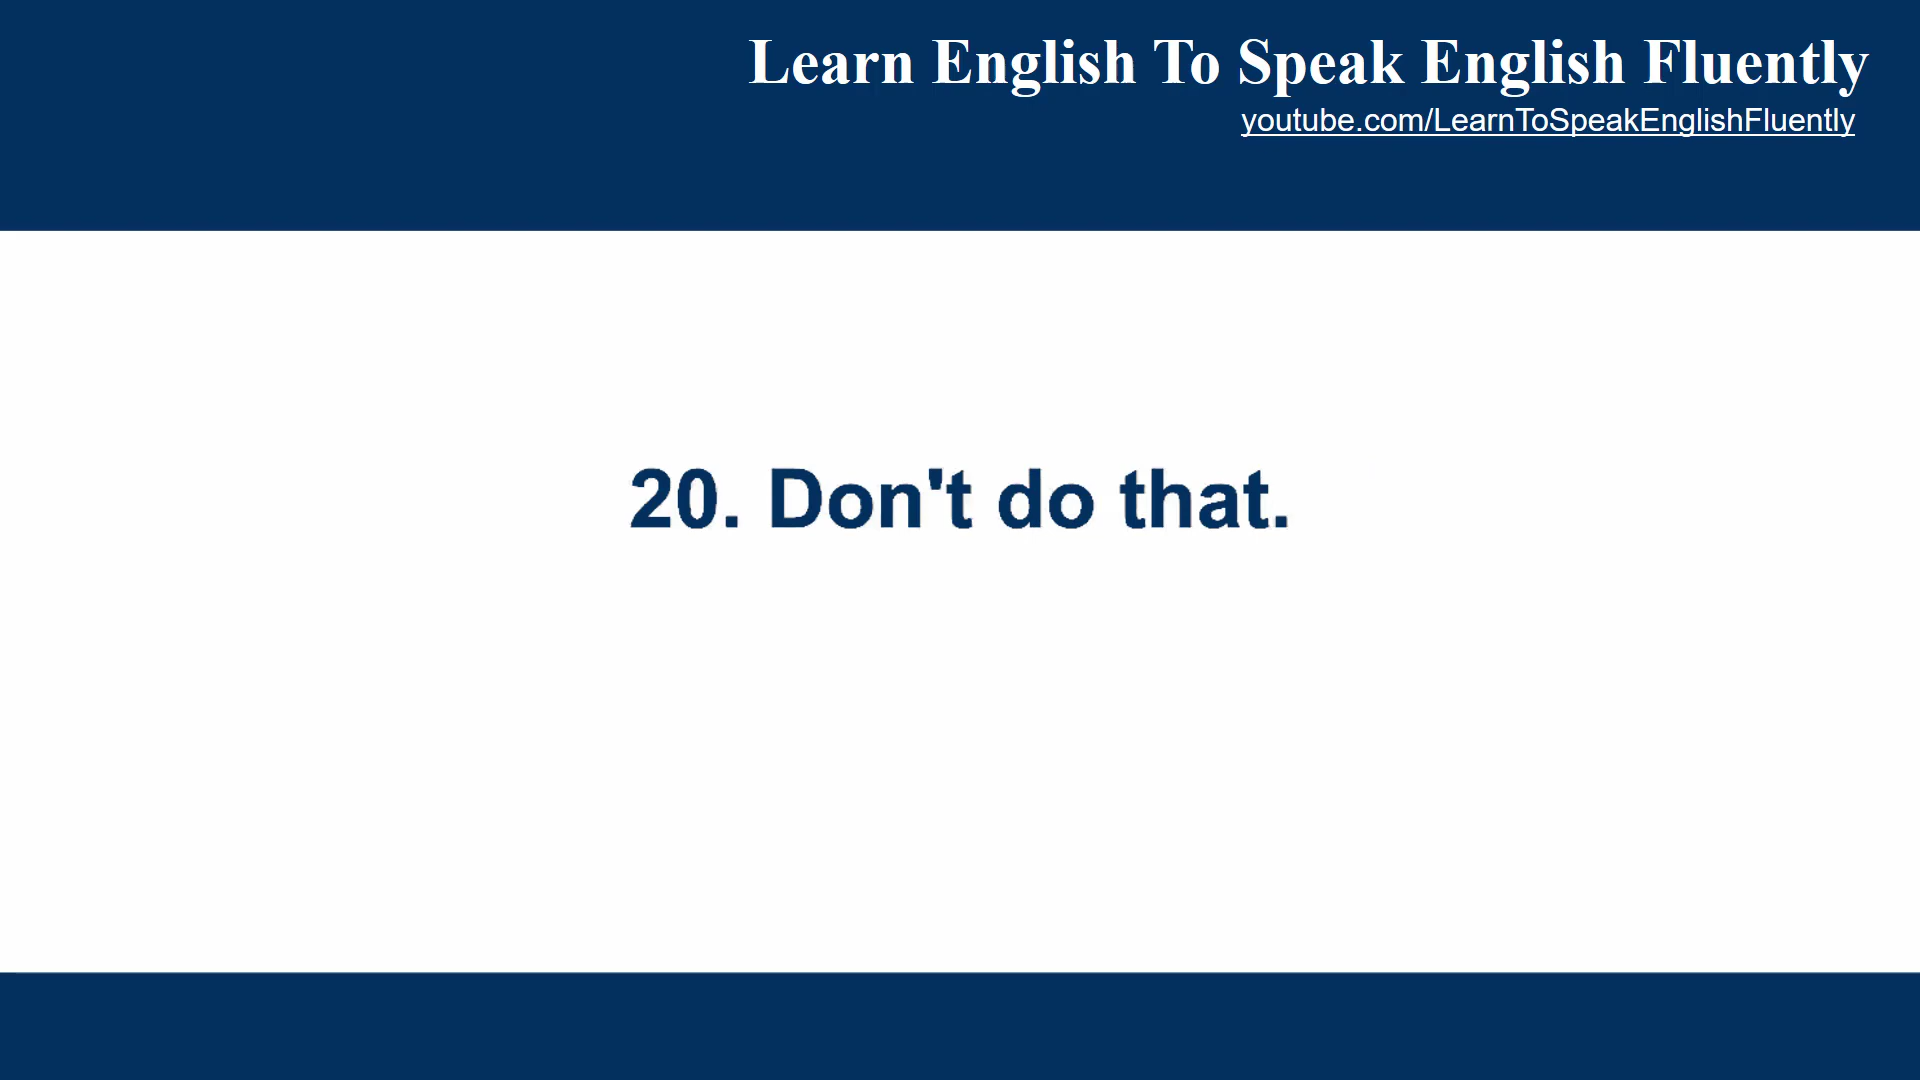 Learn English To Speak English Fluently
youtube.com/LearnToSpeakEnglishFluently
20. Don't do that.